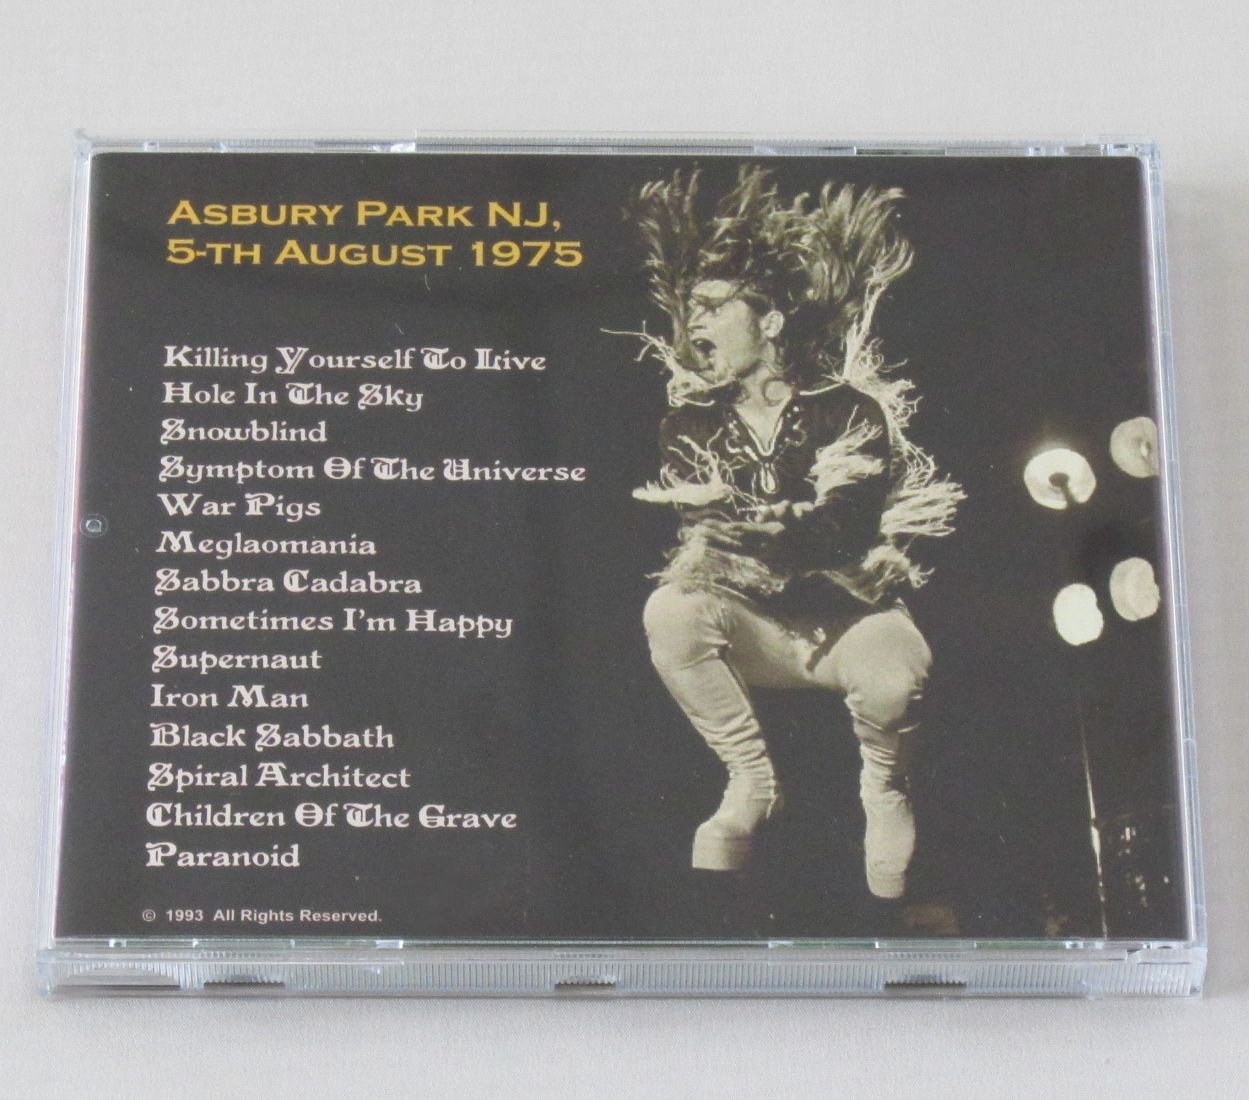 Asbury Park NJ,
5-th August 1975
Killing Yourself To Live
Hole In The Sky
Snowblind
Symptom Of The Universe
War Pigs
Meglaomania
Sabbra Cadabra
Sometimes I'm Happy
Supernaut
Iron Man
Black Sabbath
Spiral Architect
Children Of The Grave
Paranoid
© 1993 All Rights Reserved.